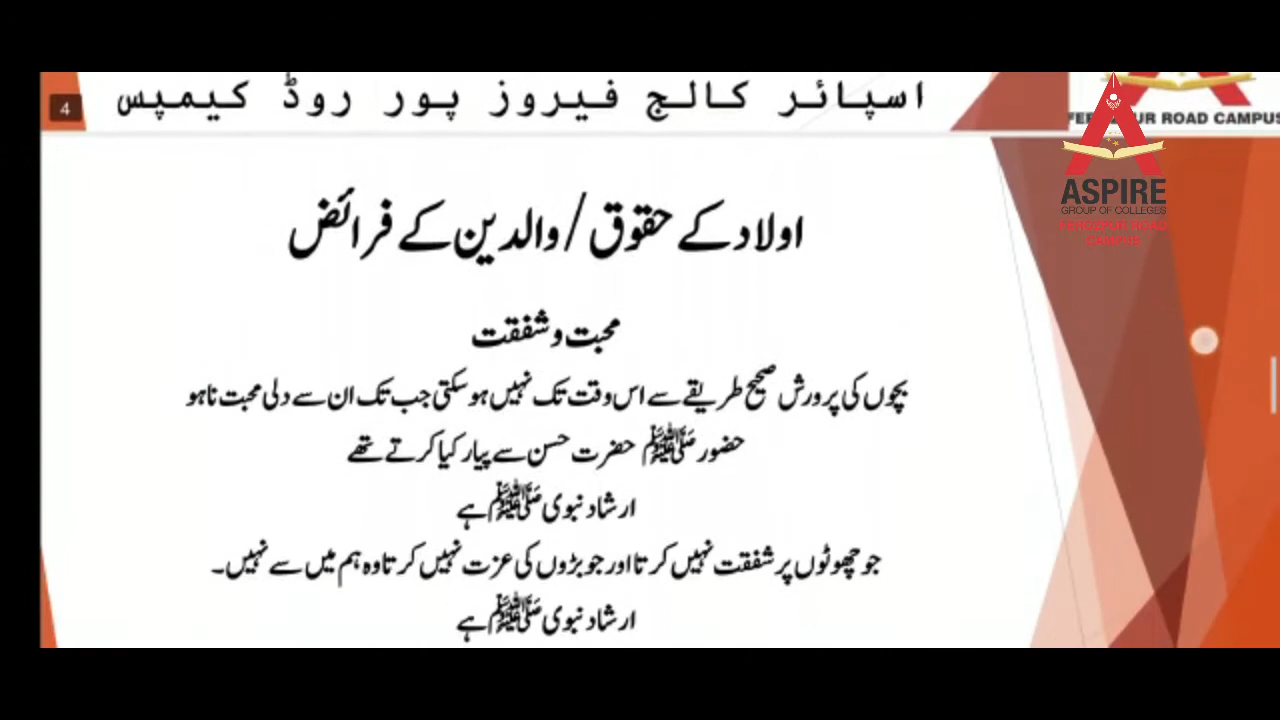 اسپائر کالج فیروز پور روڈ کیمپس
4
FEROZPUR ROAD CAMPUS
ASPIRE
GROUP OF COLLEGES
FEROZEPUR ROAD
CAMPUS
اولاد کے حقوق / والدین کے فرائض
محبت و شفقت
بچوں کی پرورش صحیح طریقے سے اس وقت تک نہیں ہو سکتی جب تک ان سے دلی محبت نا ہو
حضور ﷺ حضرت حسن سے پیار کیا کرتے تھے
ارشاد نبوی ﷺ ہے
جو چھوٹوں پر شفقت نہیں کرتا اور جو بڑوں کی عزت نہیں کرتا وہ ہم میں سے نہیں۔
ارشاد نبوی ﷺ ہے